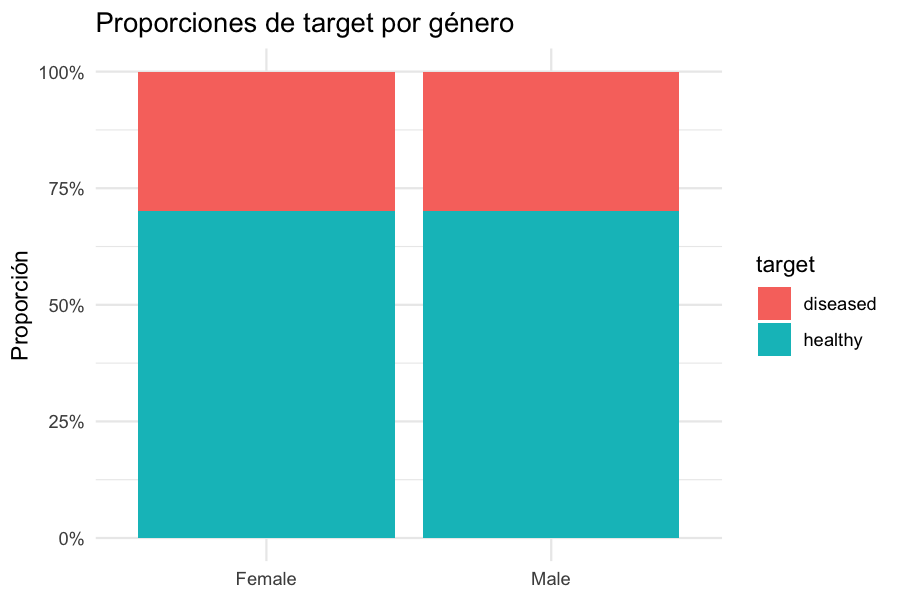 Proporciones de target por género
Proporción
100%
75%
50%
25%
0%
Female
Male
target
diseased
healthy